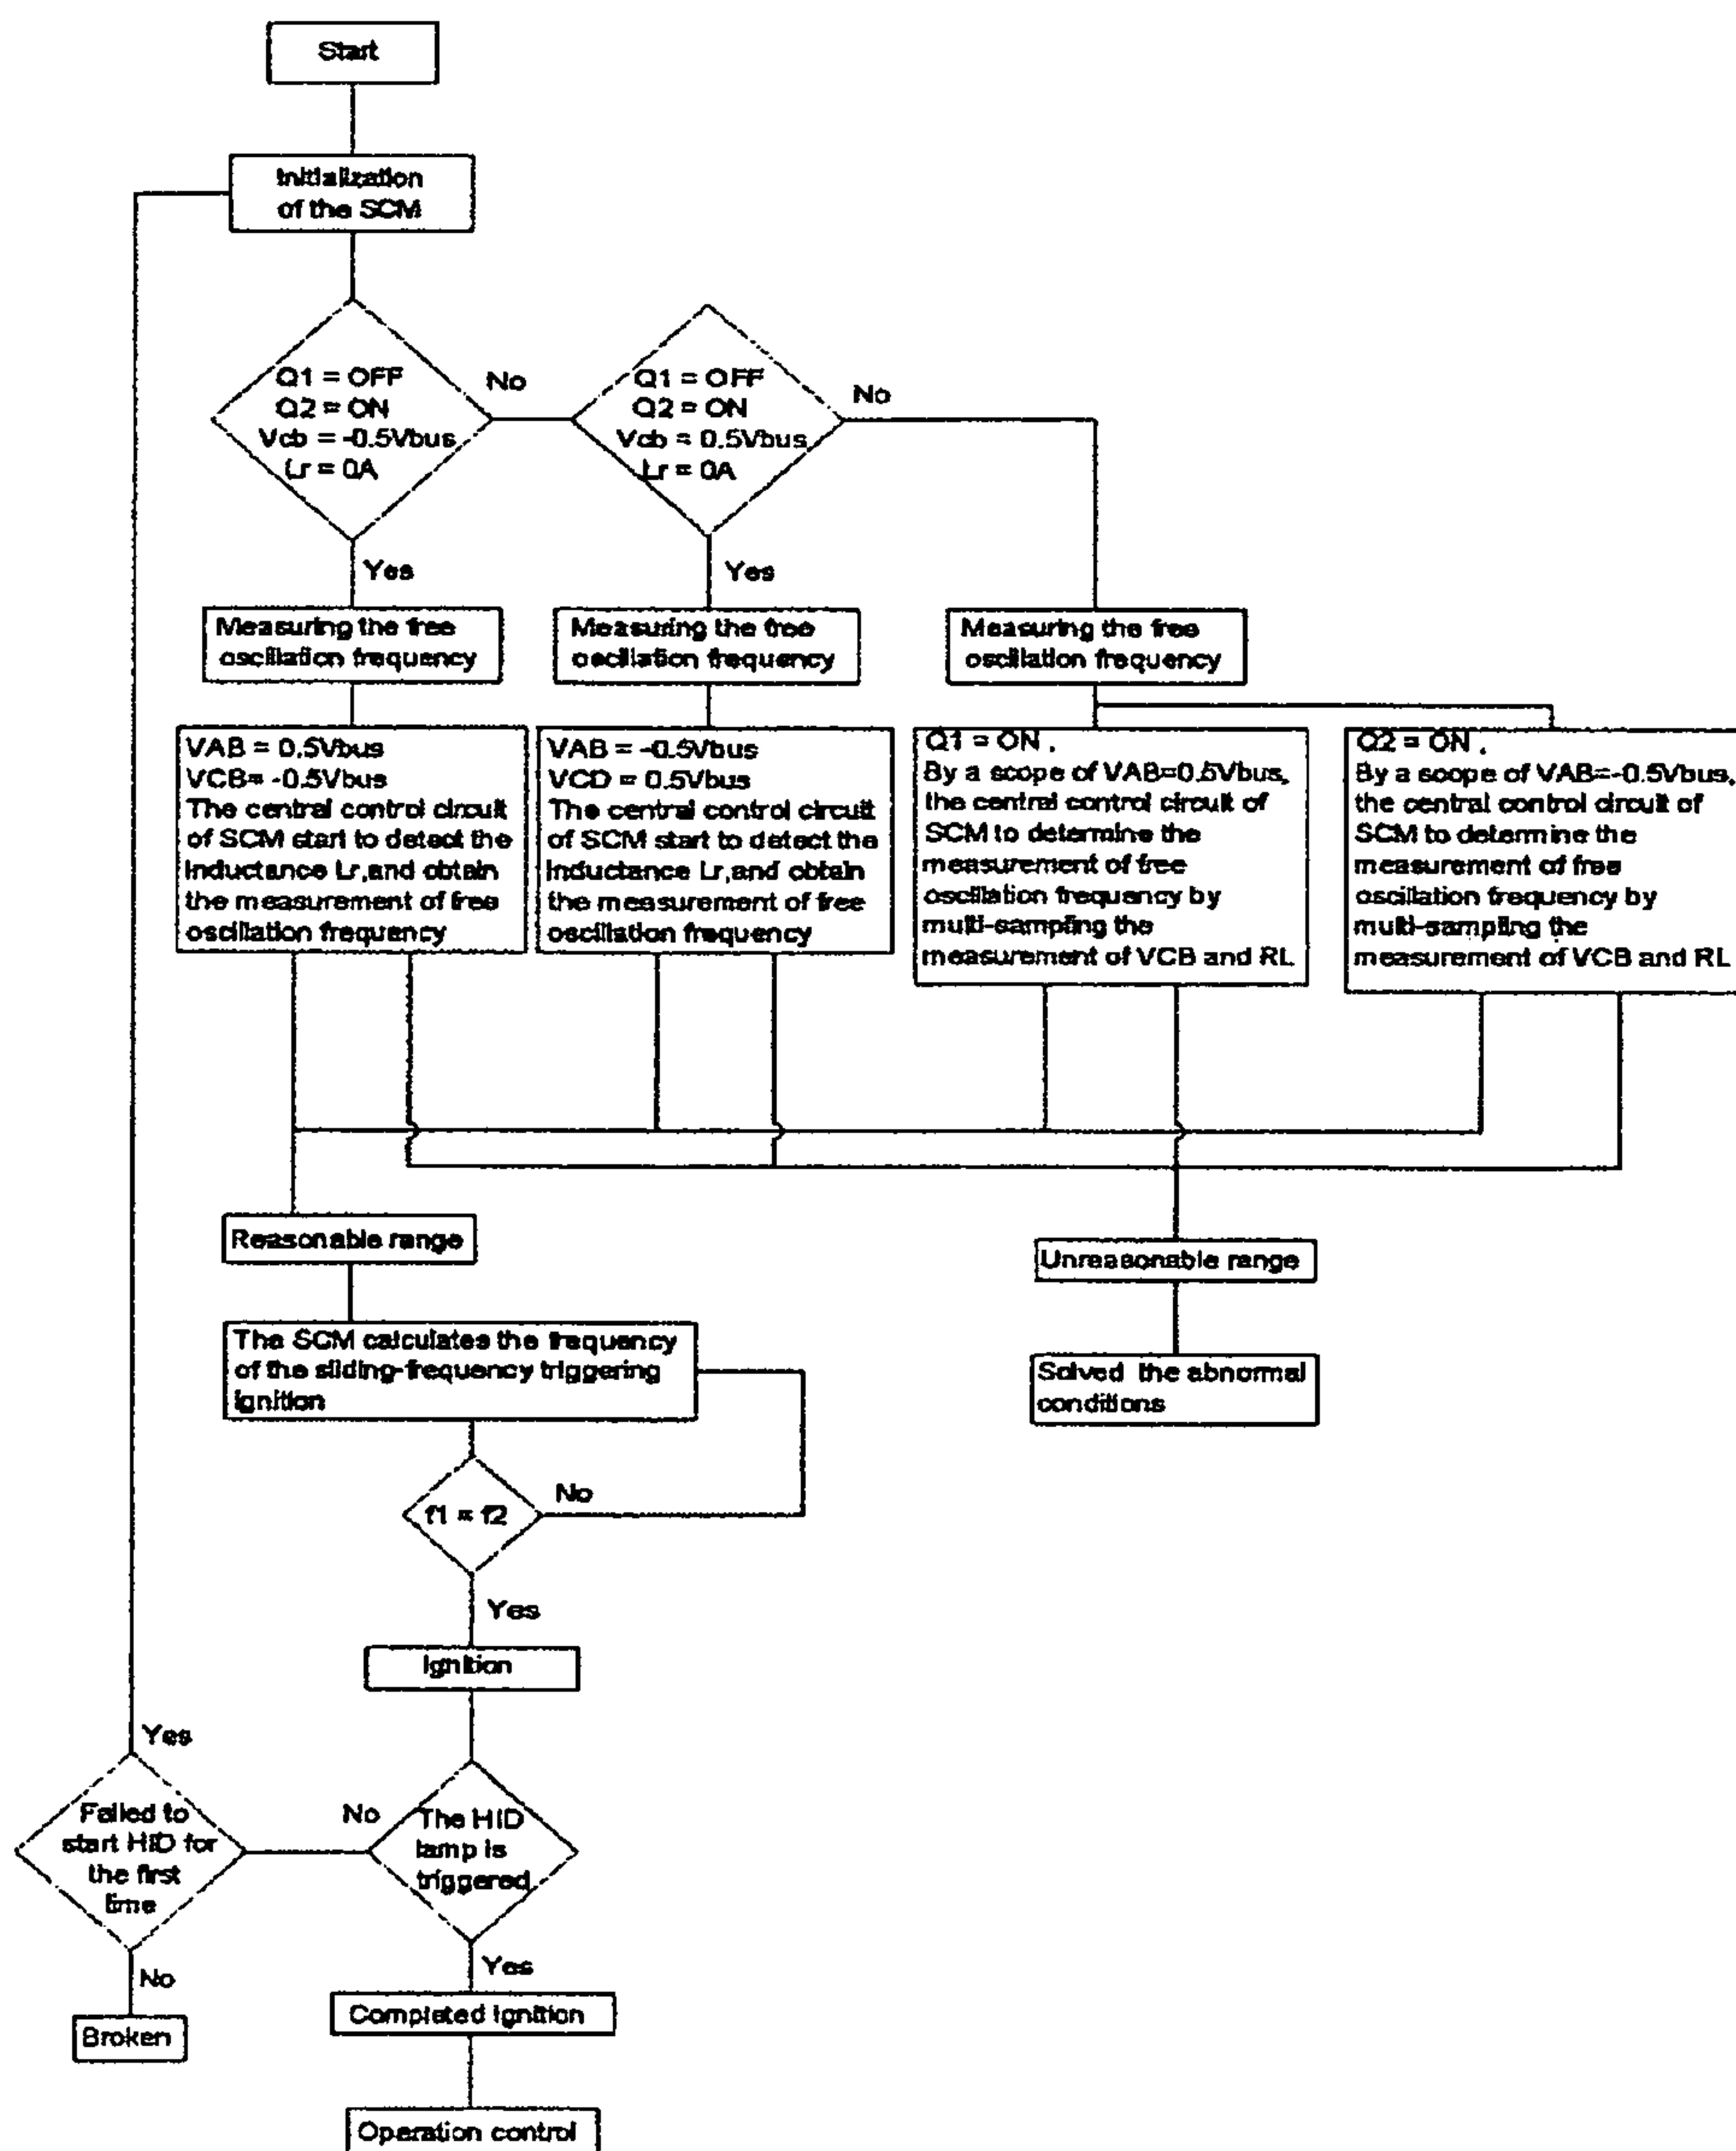 Start
Initialization
of the SCM
Q1 = OFF
Q2 = ON
Vcb = -0.5Vbus
Lr = 0A
No
Q1 = OFF
Q2 = ON
Vcb = 0.5Vbus
Lr = 0A
No
Yes
Yes
Measuring the free
oscillation frequency
Measuring the free
oscillation frequency
Measuring the free
oscillation frequency
VAB = 0.5Vbus
VCB= -0.5Vbus
The central control circuit
of SCM start to detect the
Inductance Lr,and obtain
the measurement of free
oscillation frequency
VAB = -0.5Vbus
VCD = 0.5Vbus
The central control circuit
of SCM start to detect the
Inductance Lr,and obtain
the measurement of free
oscillation frequency
Q1 = ON .
By a scope of VAB=0.5Vbus,
the central control circuit of
SCM to determine the
measurement of free
oscillation frequency by
multi-sampling the
measurement of VCB and RL
Q2 = ON .
By a scope of VAB=-0.5Vbus,
the central control circuit of
SCM to determine the
measurement of free
oscillation frequency by
multi-sampling the
measurement of VCB and RL
Reasonable range
Unreasonable range
The SCM calculates the frequency
of the sliding-frequency triggering
ignition
Solved the abnormal
conditions
f1 = f2
No
Yes
Ignition
Yes
Failed to
start HID for
the first
time
No
The HID
lamp is
triggered
No
Yes
Broken
Completed Ignition
Operation control